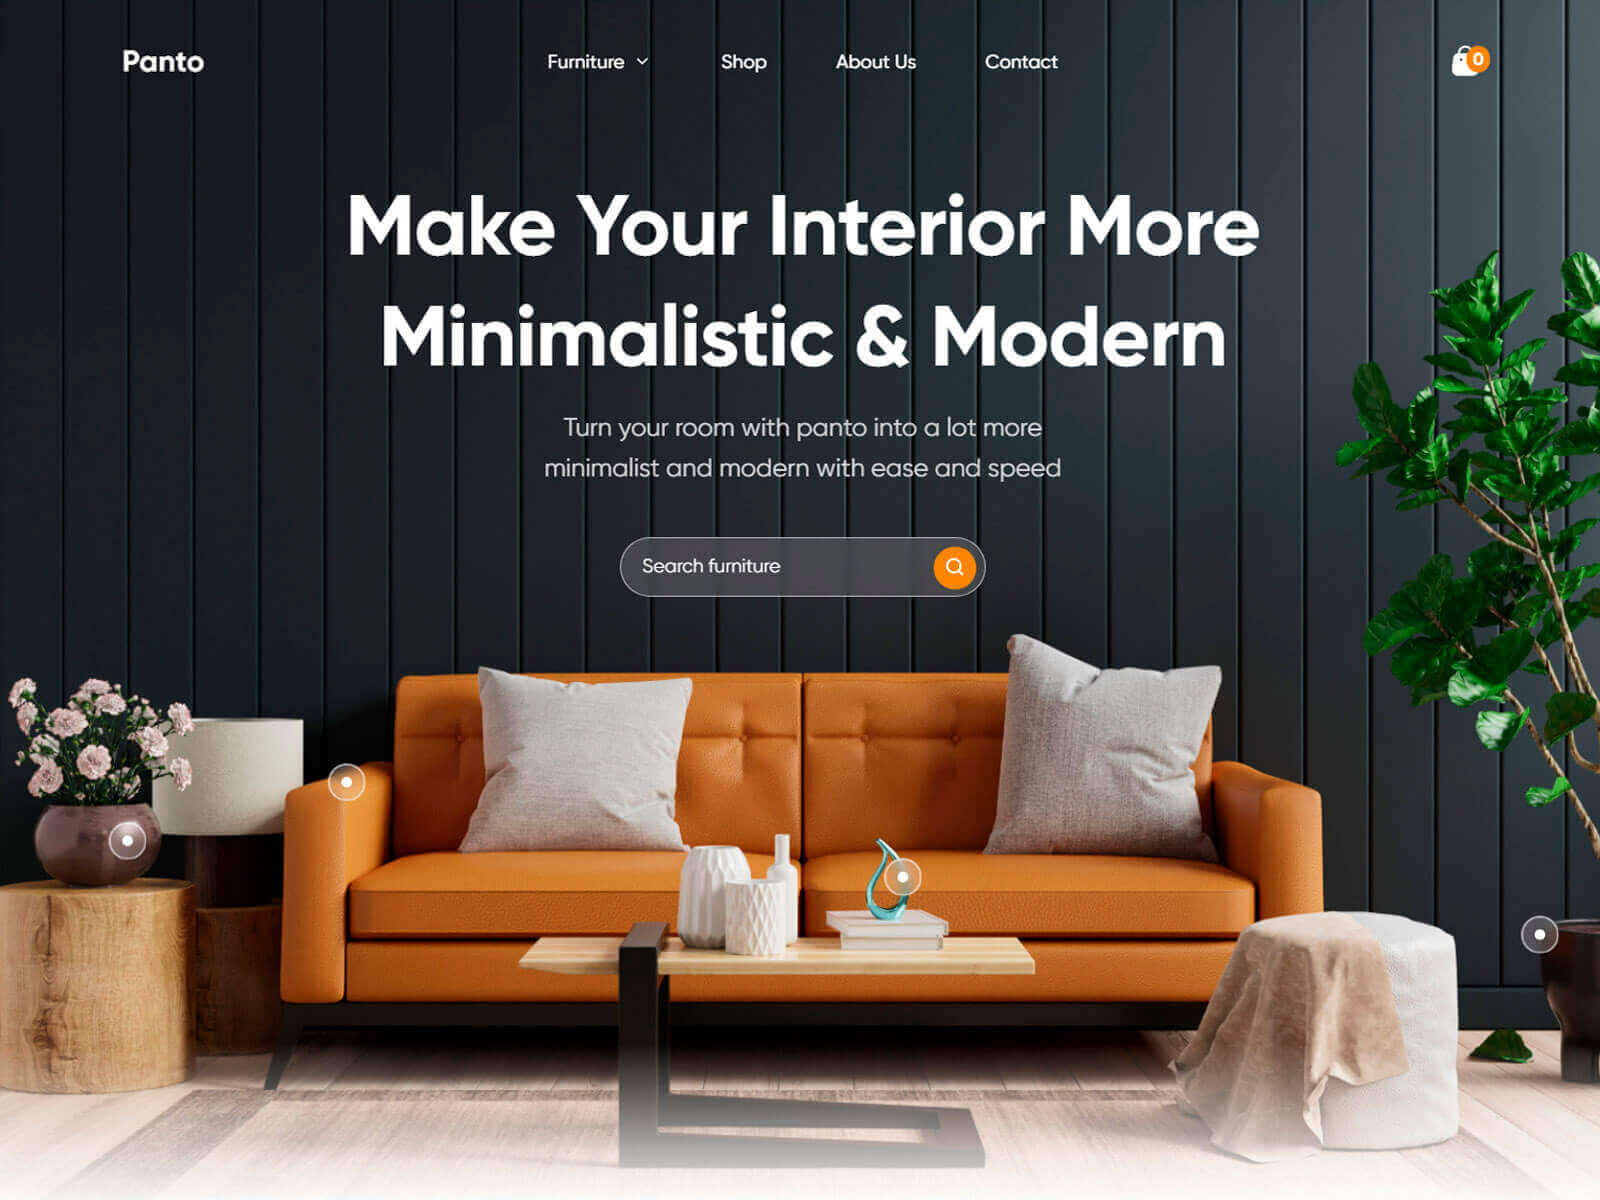 Panto
Furniture
Shop
About Us
Contact
0
Make Your Interior More
Minimalistic & Modern
Turn your room with panto into a lot more
minimalist and modern with ease and speed
Search furniture